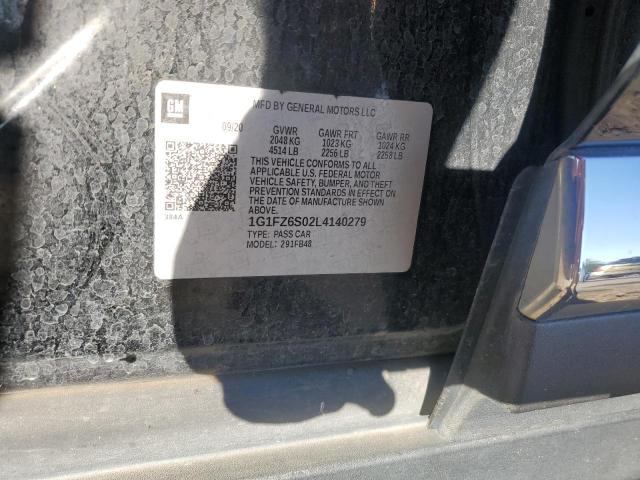 GM
MFD BY GENERAL MOTORS LLC
09/20 GVWR GAWR FRT GAWR RR
2048 KG 1023 KG 1024 KG
4514 LB 2256 LB 2258 LB
THIS VEHICLE CONFORMS TO ALL
APPLICABLE U.S. FEDERAL MOTOR
VEHICLE SAFETY, BUMPER, AND THEFT
PREVENTION STANDARDS IN EFFECT ON
THE DATE OF MANUFACTURE SHOWN
ABOVE.
384A
1G1FZ6S02L4140279
TYPE: PASS CAR
MODEL: 291FB48